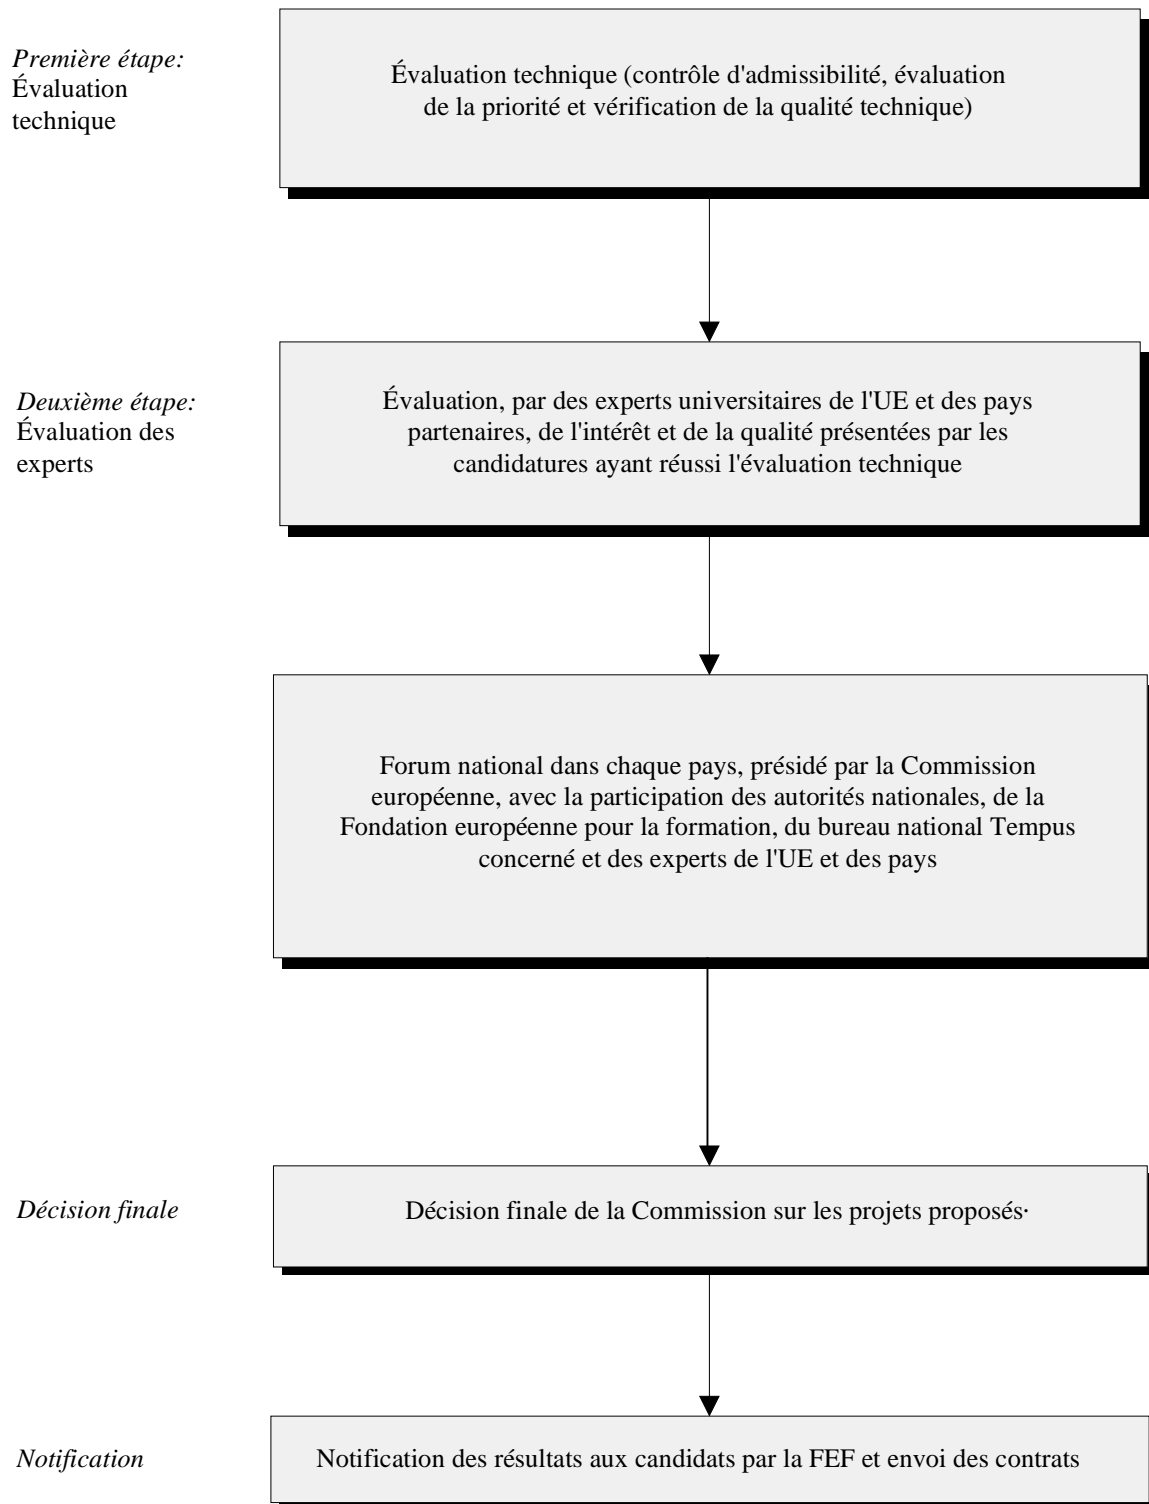 Première étape:
Évaluation
technique
Évaluation technique (contrôle d'admissibilité, évaluation
de la priorité et vérification de la qualité technique)
Deuxième étape:
Évaluation des
experts
Évaluation, par des experts universitaires de l'UE et des pays
partenaires, de l'intérêt et de la qualité présentées par les
candidatures ayant réussi l'évaluation technique
Forum national dans chaque pays, présidé par la Commission
européenne, avec la participation des autorités nationales, de la
Fondation européenne pour la formation, du bureau national Tempus
concerné et des experts de l'UE et des pays
Décision finale
Décision finale de la Commission sur les projets proposés·
Notification
Notification des résultats aux candidats par la FEF et envoi des contrats